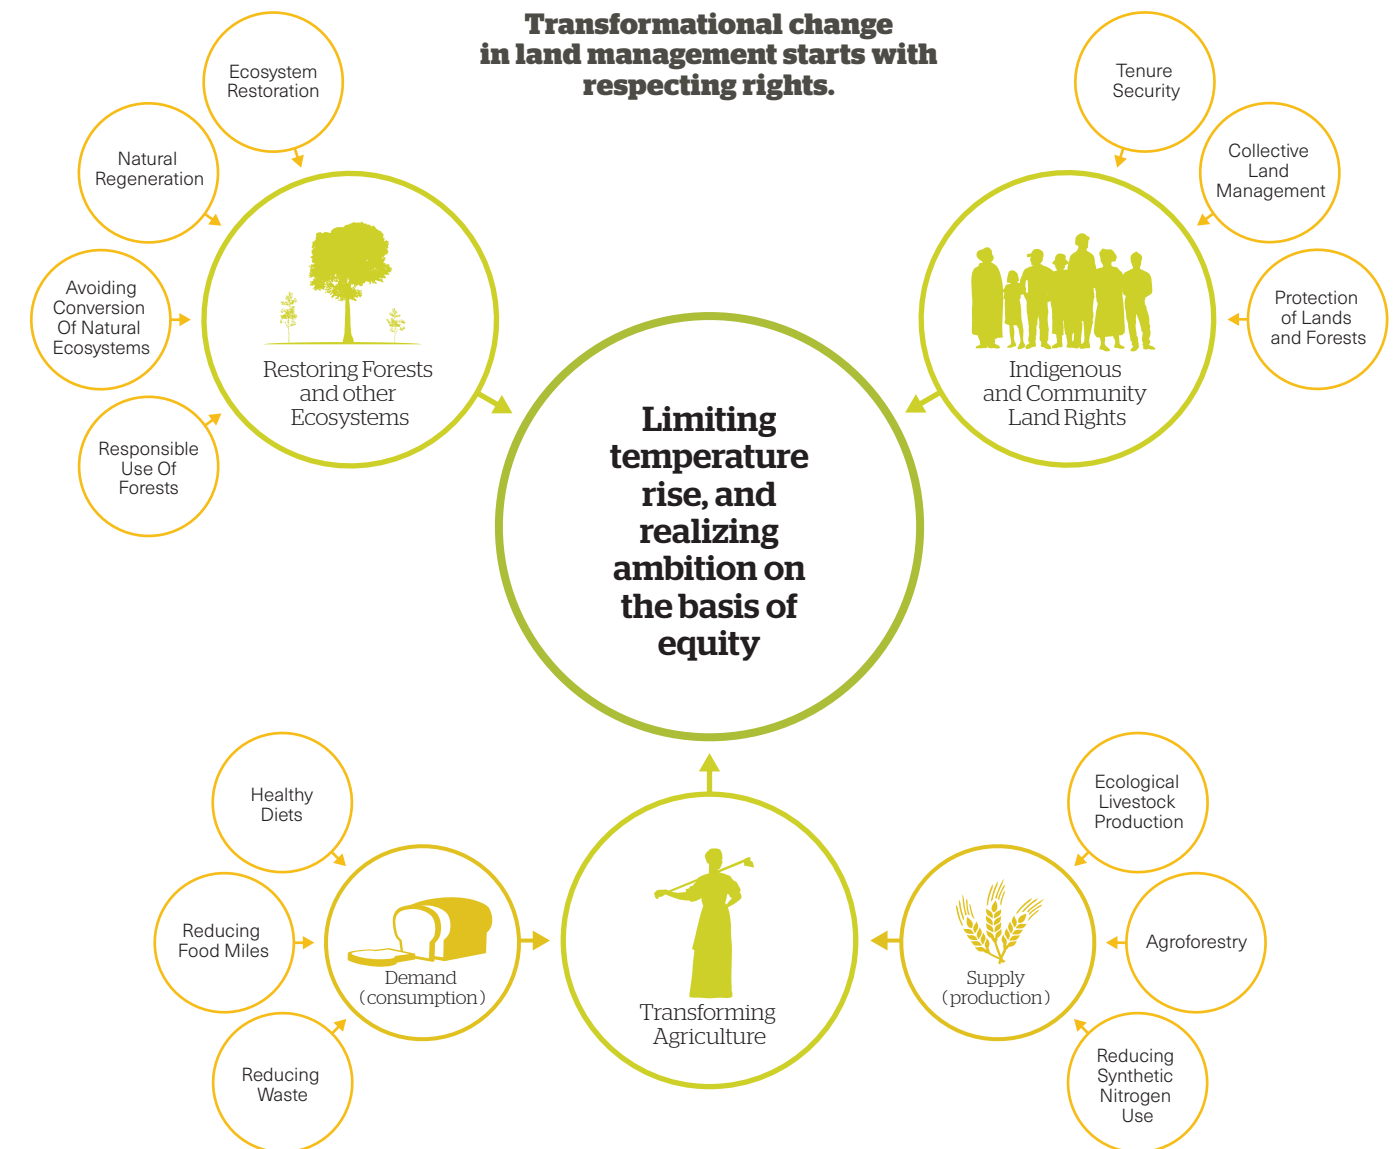 Transformational change
in land management starts with
respecting rights.
Ecosystem
Restoration
Natural
Regeneration
Avoiding
Conversion
Of Natural
Ecosystems
Responsible
Use Of
Forests
Restoring Forests
and other
Ecosystems
Tenure
Security
Collective
Land
Management
Protection
of Lands
and Forests
Indigenous
and Community
Land Rights
Limiting
temperature
rise, and
realizing
ambition on
the basis of
equity
Healthy
Diets
Reducing
Food Miles
Reducing
Waste
Demand
(consumption)
Transforming
Agriculture
Supply
(production)
Ecological
Livestock
Production
Agroforestry
Reducing
Synthetic
Nitrogen
Use